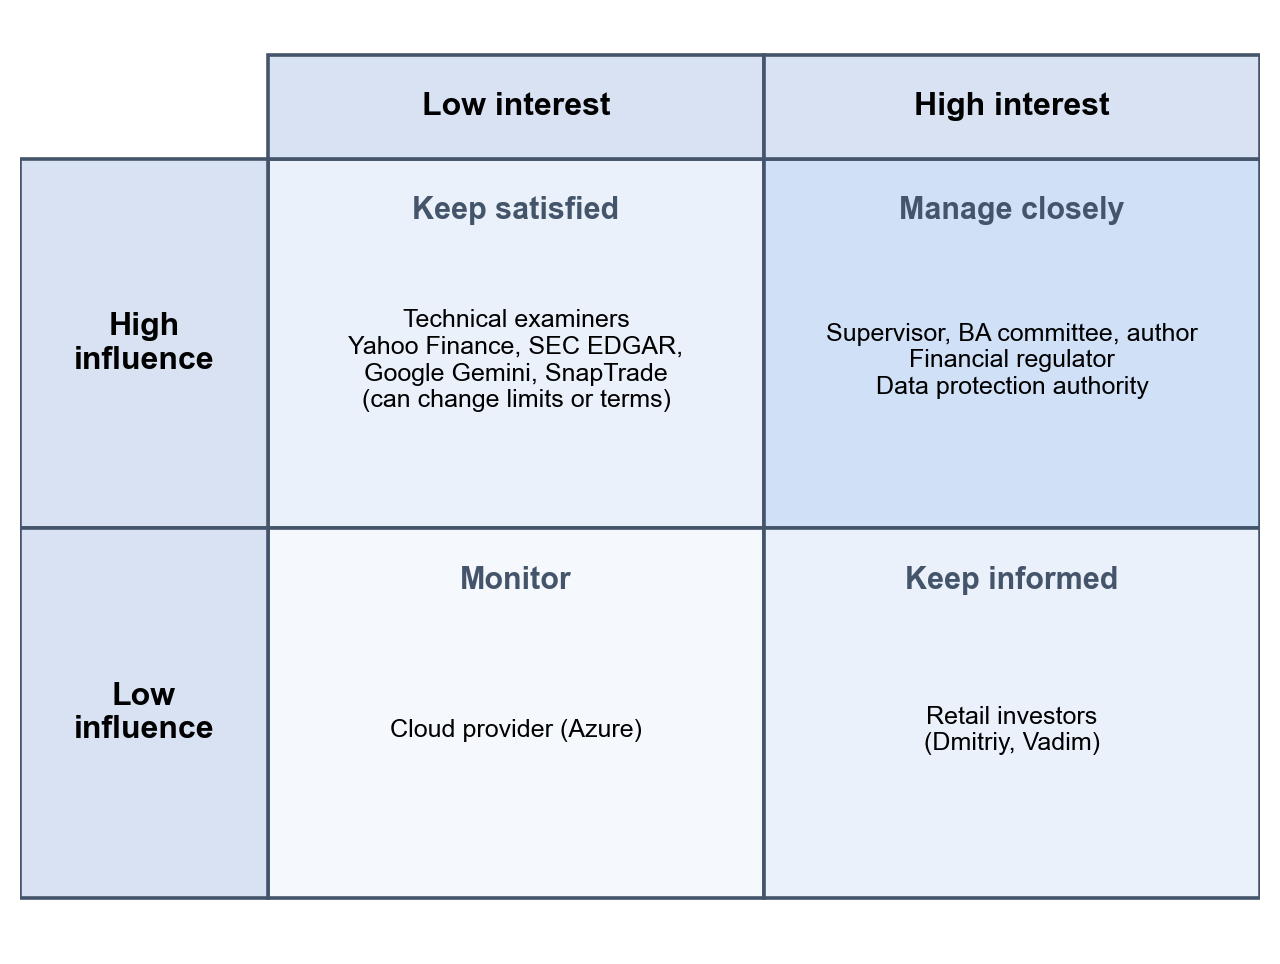 Low interest
High interest
High
influence
Keep satisfied
Technical examiners
Yahoo Finance, SEC EDGAR,
Google Gemini, SnapTrade
(can change limits or terms)
Manage closely
Supervisor, BA committee, author
Financial regulator
Data protection authority
Low
influence
Monitor
Cloud provider (Azure)
Keep informed
Retail investors
(Dmitriy, Vadim)